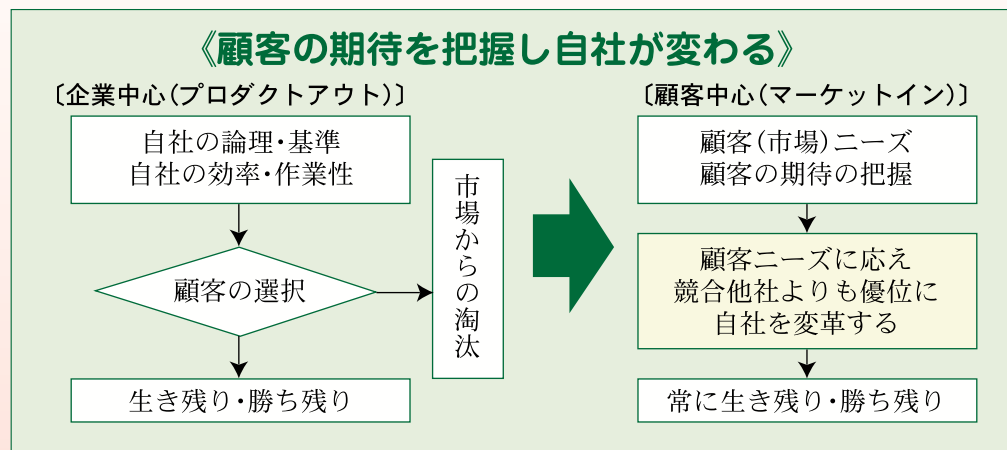 《顧客の期待を把握し自社が変わる》
〔企業中心（プロダクトアウト）〕
自社の論理・基準
自社の効率・作業性
顧客の選択
市場からの淘汰
生き残り・勝ち残り
〔顧客中心（マーケットイン）〕
顧客（市場）ニーズ
顧客の期待の把握
顧客ニーズに応え
競合他社よりも優位に
自社を変革する
常に生き残り・勝ち残り